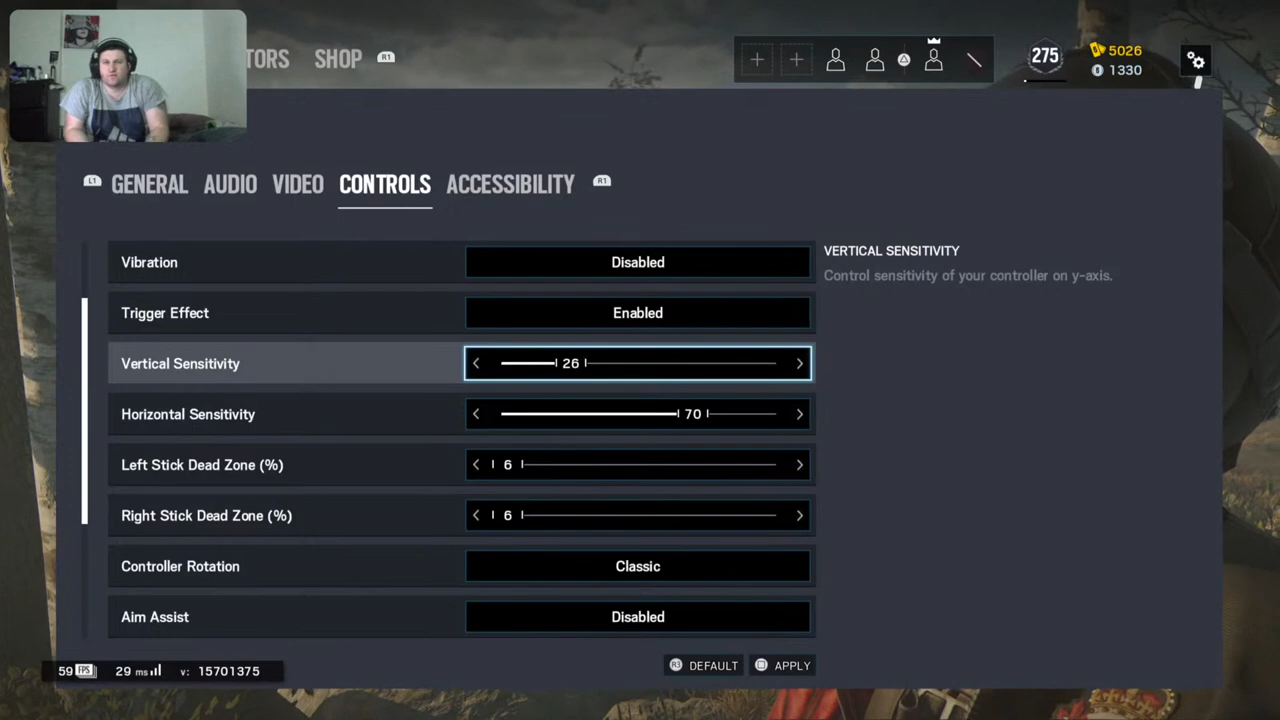 TORS SHOP R1
275
5026
1330
L1 GENERAL AUDIO VIDEO CONTROLS ACCESSIBILITY R1
Vibration Disabled
Trigger Effect Enabled
Vertical Sensitivity 26
Horizontal Sensitivity 70
Left Stick Dead Zone (%) 6
Right Stick Dead Zone (%) 6
Controller Rotation Classic
Aim Assist Disabled
VERTICAL SENSITIVITY
Control sensitivity of your controller on y-axis.
59 FPS 29 ms v: 15701375
R3 DEFAULT APPLY